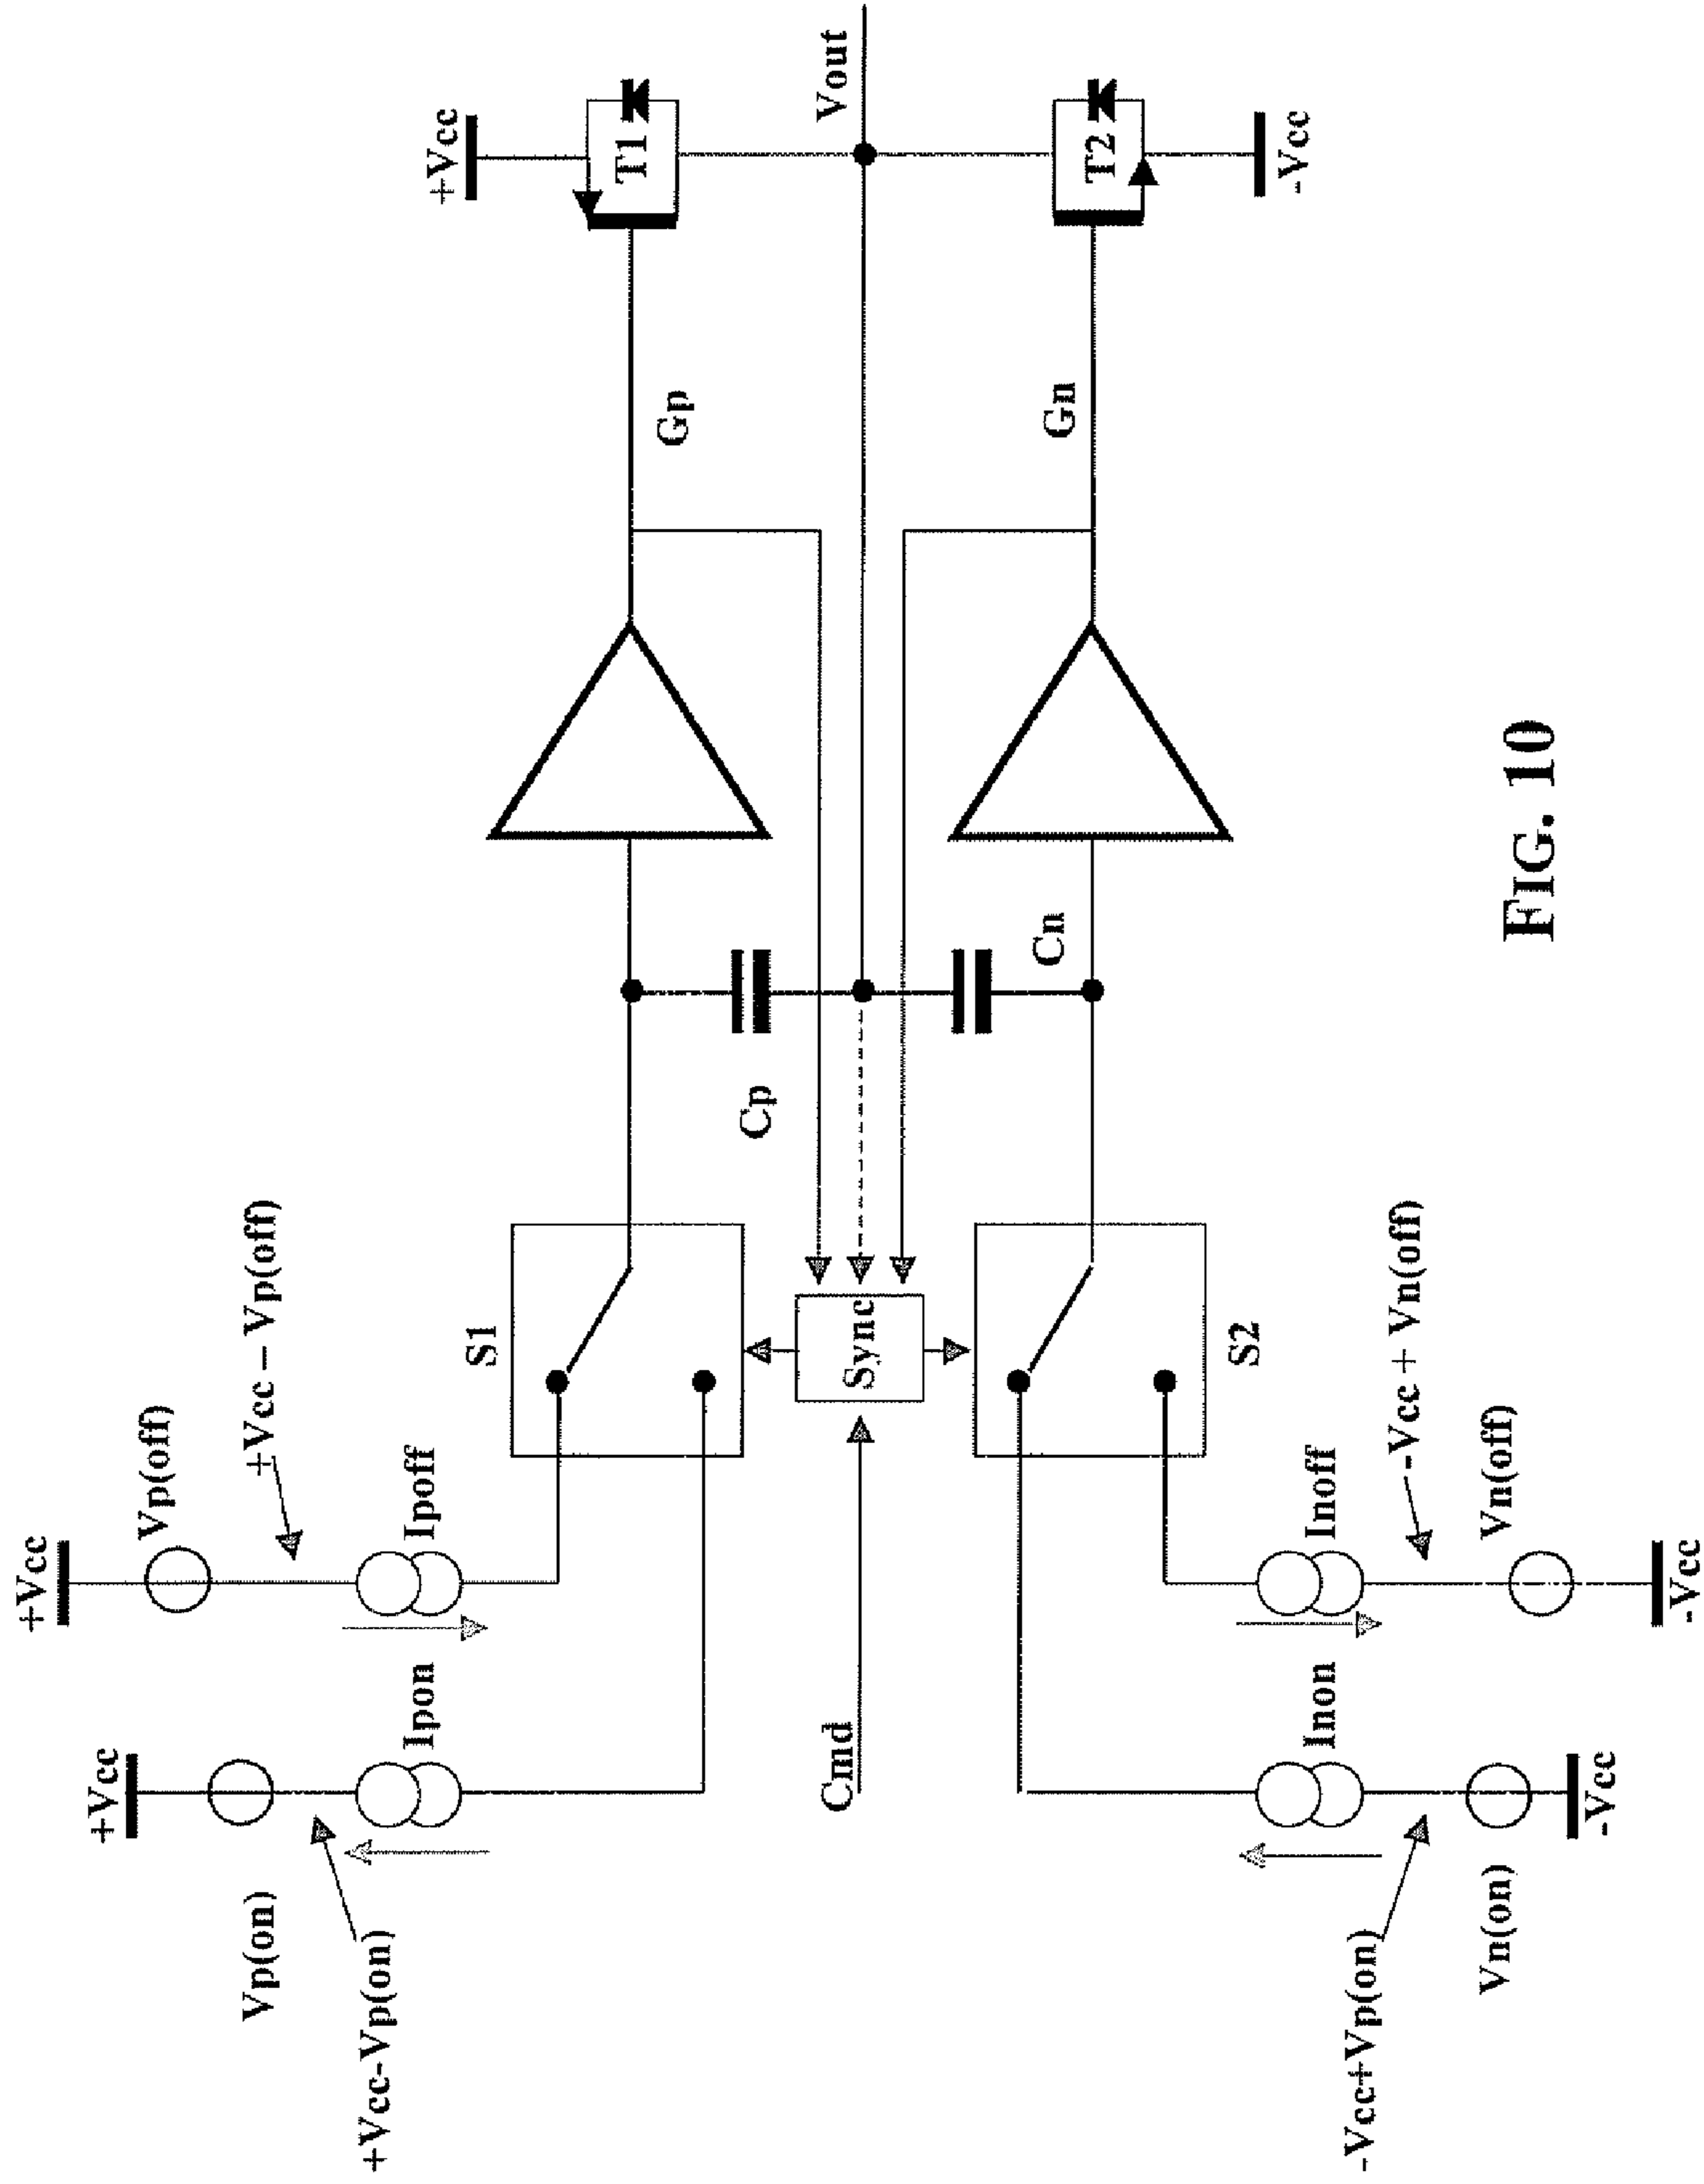 +Vcc
Vp(off)
+Vcc – Vp(off)
Ipoff
+Vcc
Vp(on)
+Vcc-Vp(on)
Ipon
S1
Cp
Gp
+Vcc
T1
Vout
Cmd
Sync
S2
Cn
Gn
T2
-Vcc
Inon
-Vcc+Vp(on)
Vn(on)
-Vcc
Inoff
-Vcc + Vn(off)
Vn(off)
-Vcc
FIG. 10